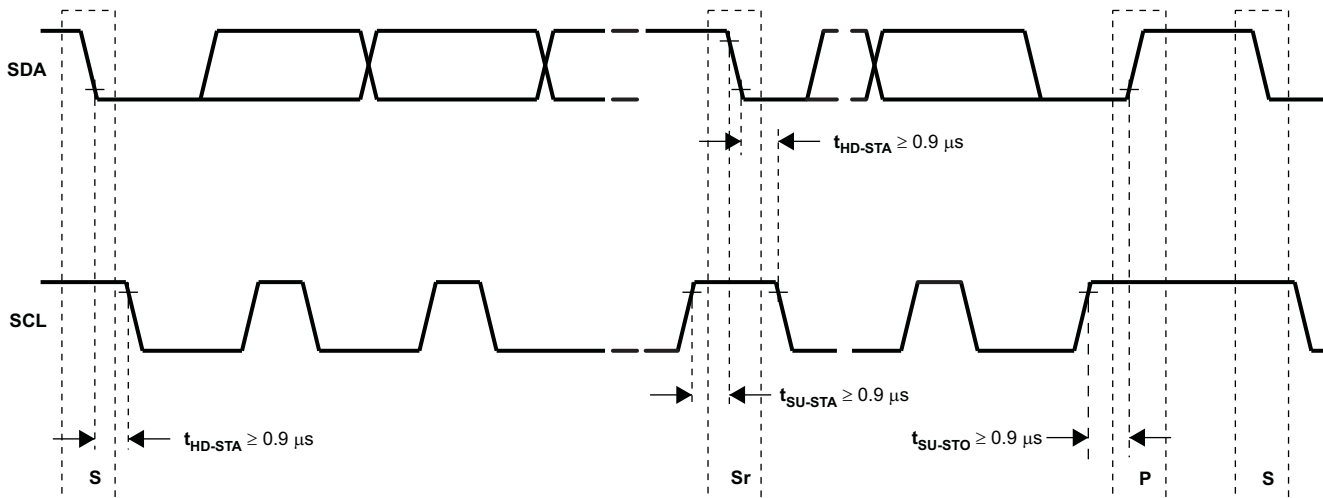 SDA
t_HD-STA ≥ 0.9 μs
SCL
t_SU-STA ≥ 0.9 μs
t_HD-STA ≥ 0.9 μs
t_SU-STO ≥ 0.9 μs
S
Sr
P
S